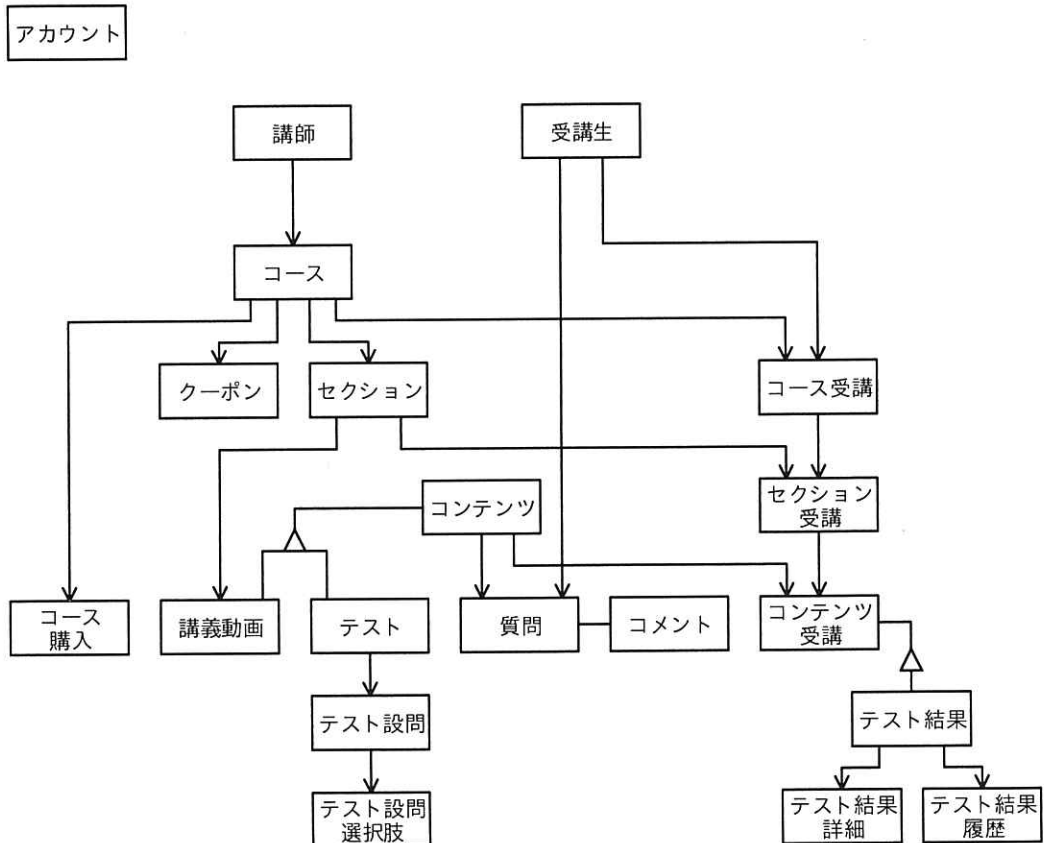 アカウント
講師
受講生
コース
クーポン
セクション
コース受講
コンテンツ
セクション
受講
コース
購入
講義動画
テスト
質問
コメント
コンテンツ
受講
テスト設問
テスト結果
テスト設問
選択肢
テスト結果
詳細
テスト結果
履歴